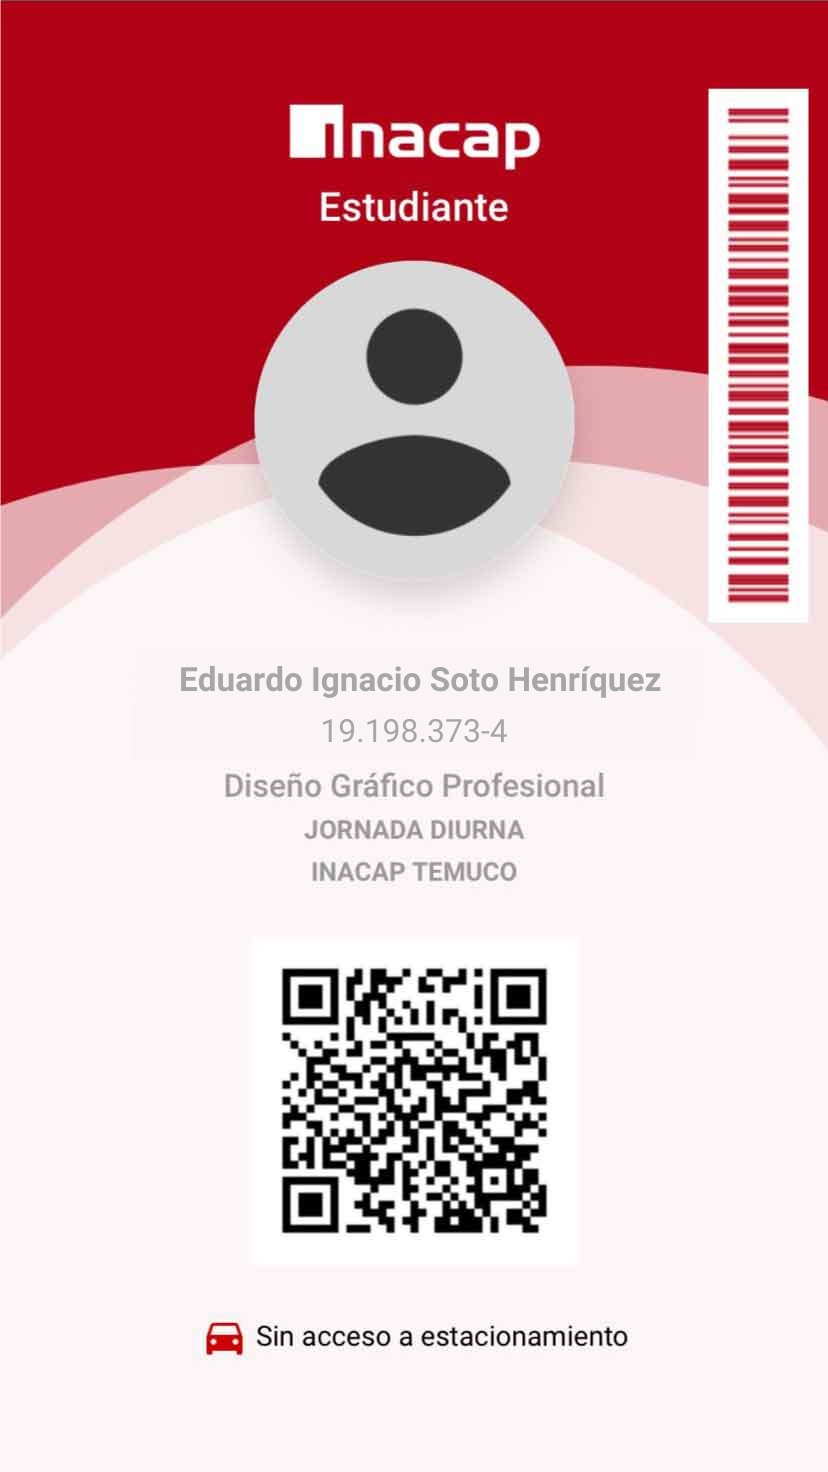 inacap
Estudiante
Eduardo Ignacio Soto Henríquez
19.198.373-4
Diseño Gráfico Profesional
JORNADA DIURNA
INACAP TEMUCO
Sin acceso a estacionamiento